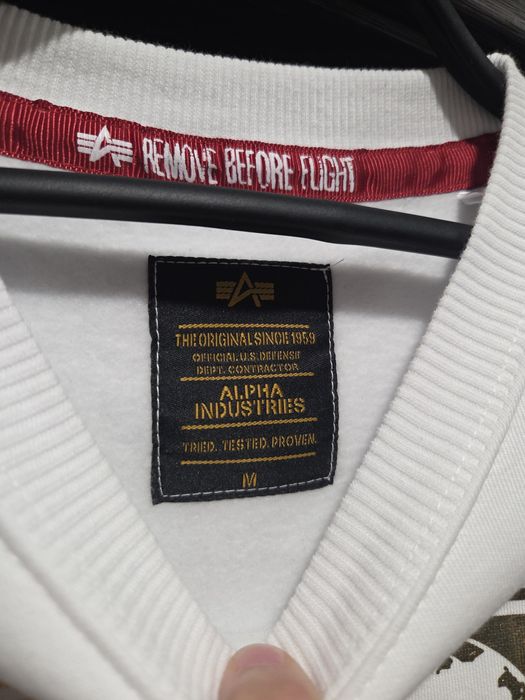 REMOVE BEFORE FLIGHT
THE ORIGINAL SINCE 1959
OFFICIAL U.S. DEFENSE
DEPT. CONTRACTOR
ALPHA
INDUSTRIES
TRIED. TESTED. PROVEN.
M